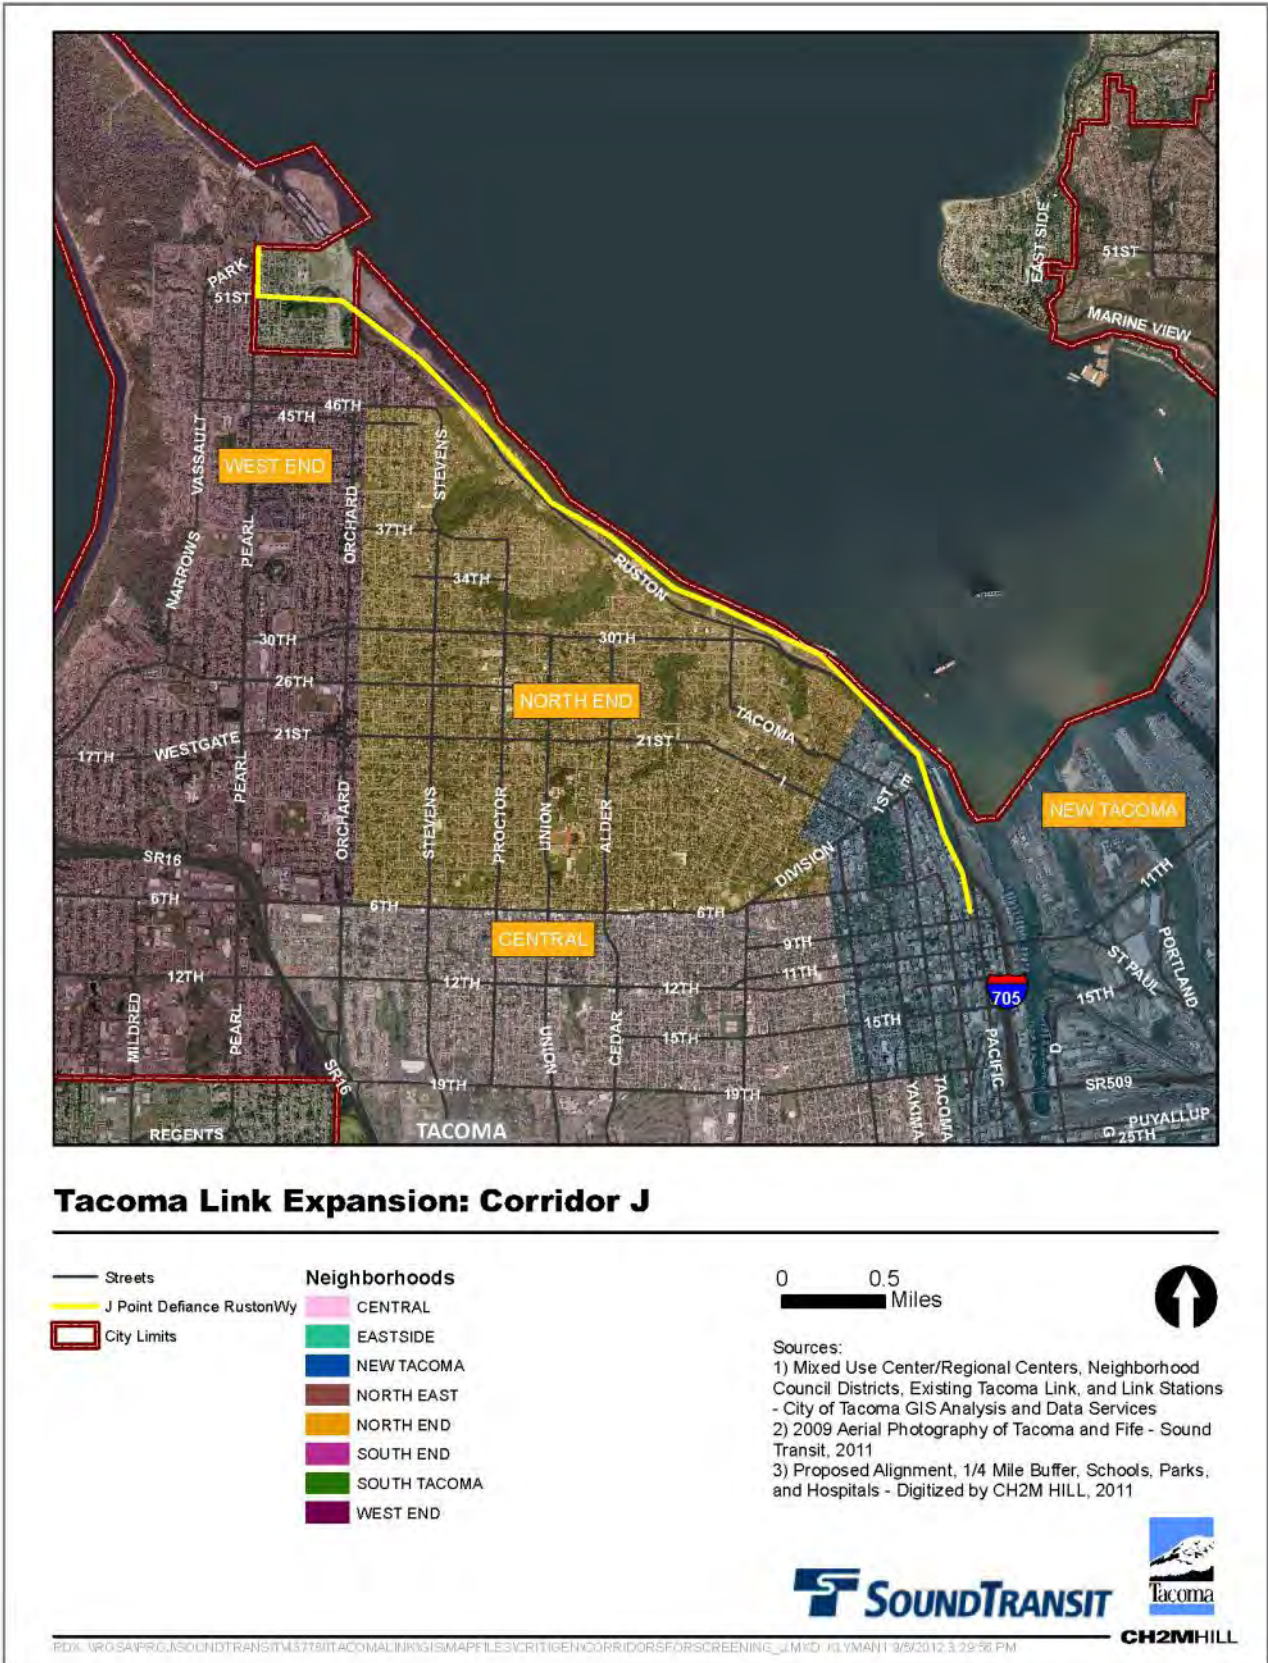 EAST SIDE
51ST
MARINE VIEW
PARK
51ST
46TH
45TH
VASSAULT
WEST END
STEVENS
ORCHARD
PEARL
37TH
NARROWS
34TH
RUSTON
30TH
30TH
26TH
NORTH END
TACOMA
21ST
21ST
WESTGATE
17TH
PEARL
I
1ST
E
NEW TACOMA
ORCHARD
STEVENS
PROCTOR
UNION
ALDER
DIVISION
SR16
11TH
6TH
6TH
6TH
CENTRAL
9TH
PORTLAND
ST PAUL
12TH
12TH
12TH
11TH
705
15TH
MILDRED
PEARL
UNION
CEDAR
15TH
15TH
PACIFIC
D
SR16
19TH
19TH
SR509
YAKIMA
TACOMA
PUYALLUP
G
25TH
REGENTS
TACOMA
Tacoma Link Expansion: Corridor J
Streets
J Point Defiance RustonWy
City Limits
Neighborhoods
CENTRAL
EASTSIDE
NEW TACOMA
NORTH EAST
NORTH END
SOUTH END
SOUTH TACOMA
WEST END
0 0.5
Miles
Sources:
1) Mixed Use Center/Regional Centers, Neighborhood
Council Districts, Existing Tacoma Link, and Link Stations
- City of Tacoma GIS Analysis and Data Services
2) 2009 Aerial Photography of Tacoma and Fife - Sound
Transit, 2011
3) Proposed Alignment, 1/4 Mile Buffer, Schools, Parks,
and Hospitals - Digitized by CH2M HILL, 2011
SOUNDTRANSIT
Tacoma
CH2MHILL